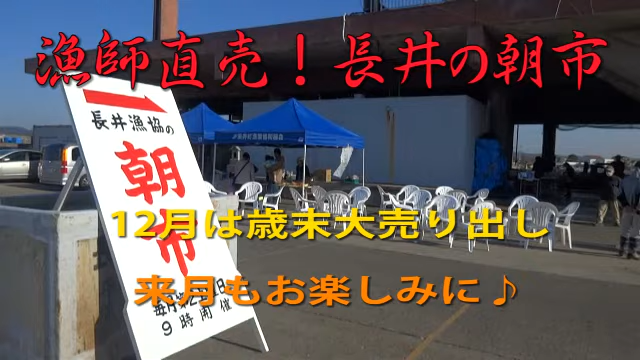 漁師直売！長井の朝市
長井漁協の
朝市
12月は歳末大売り出し
来月もお楽しみに♪
9時開催